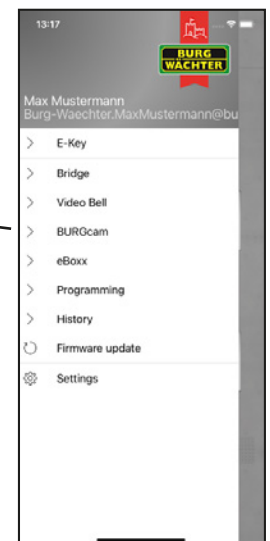 13:17
BURG
WÄCHTER
Max Mustermann
Burg-Waechter.MaxMustermann@bu
E-Key
Bridge
Video Bell
BURGcam
eBoxx
Programming
History
Firmware update
Settings